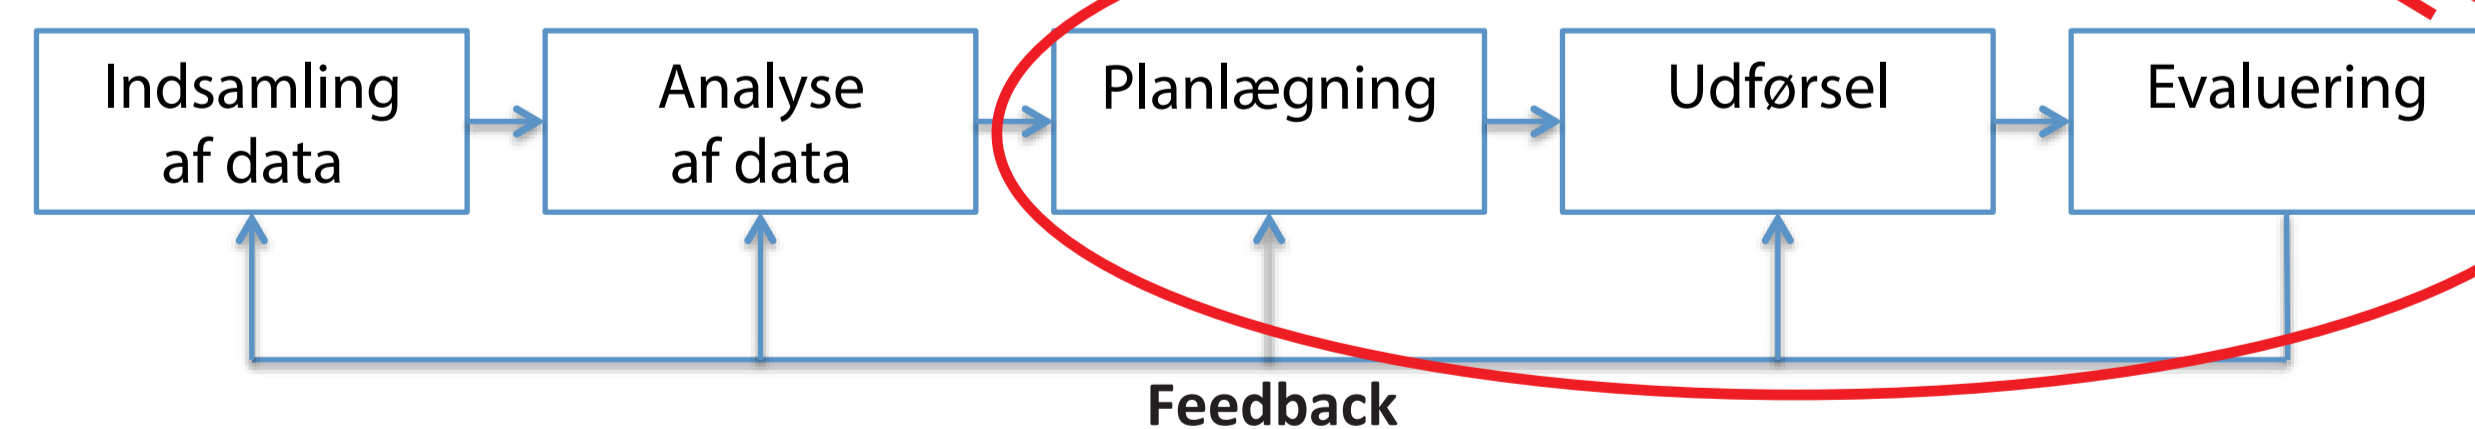 Indsamling
af data
Analyse
af data
Planlægning
Udførsel
Evaluering
Feedback